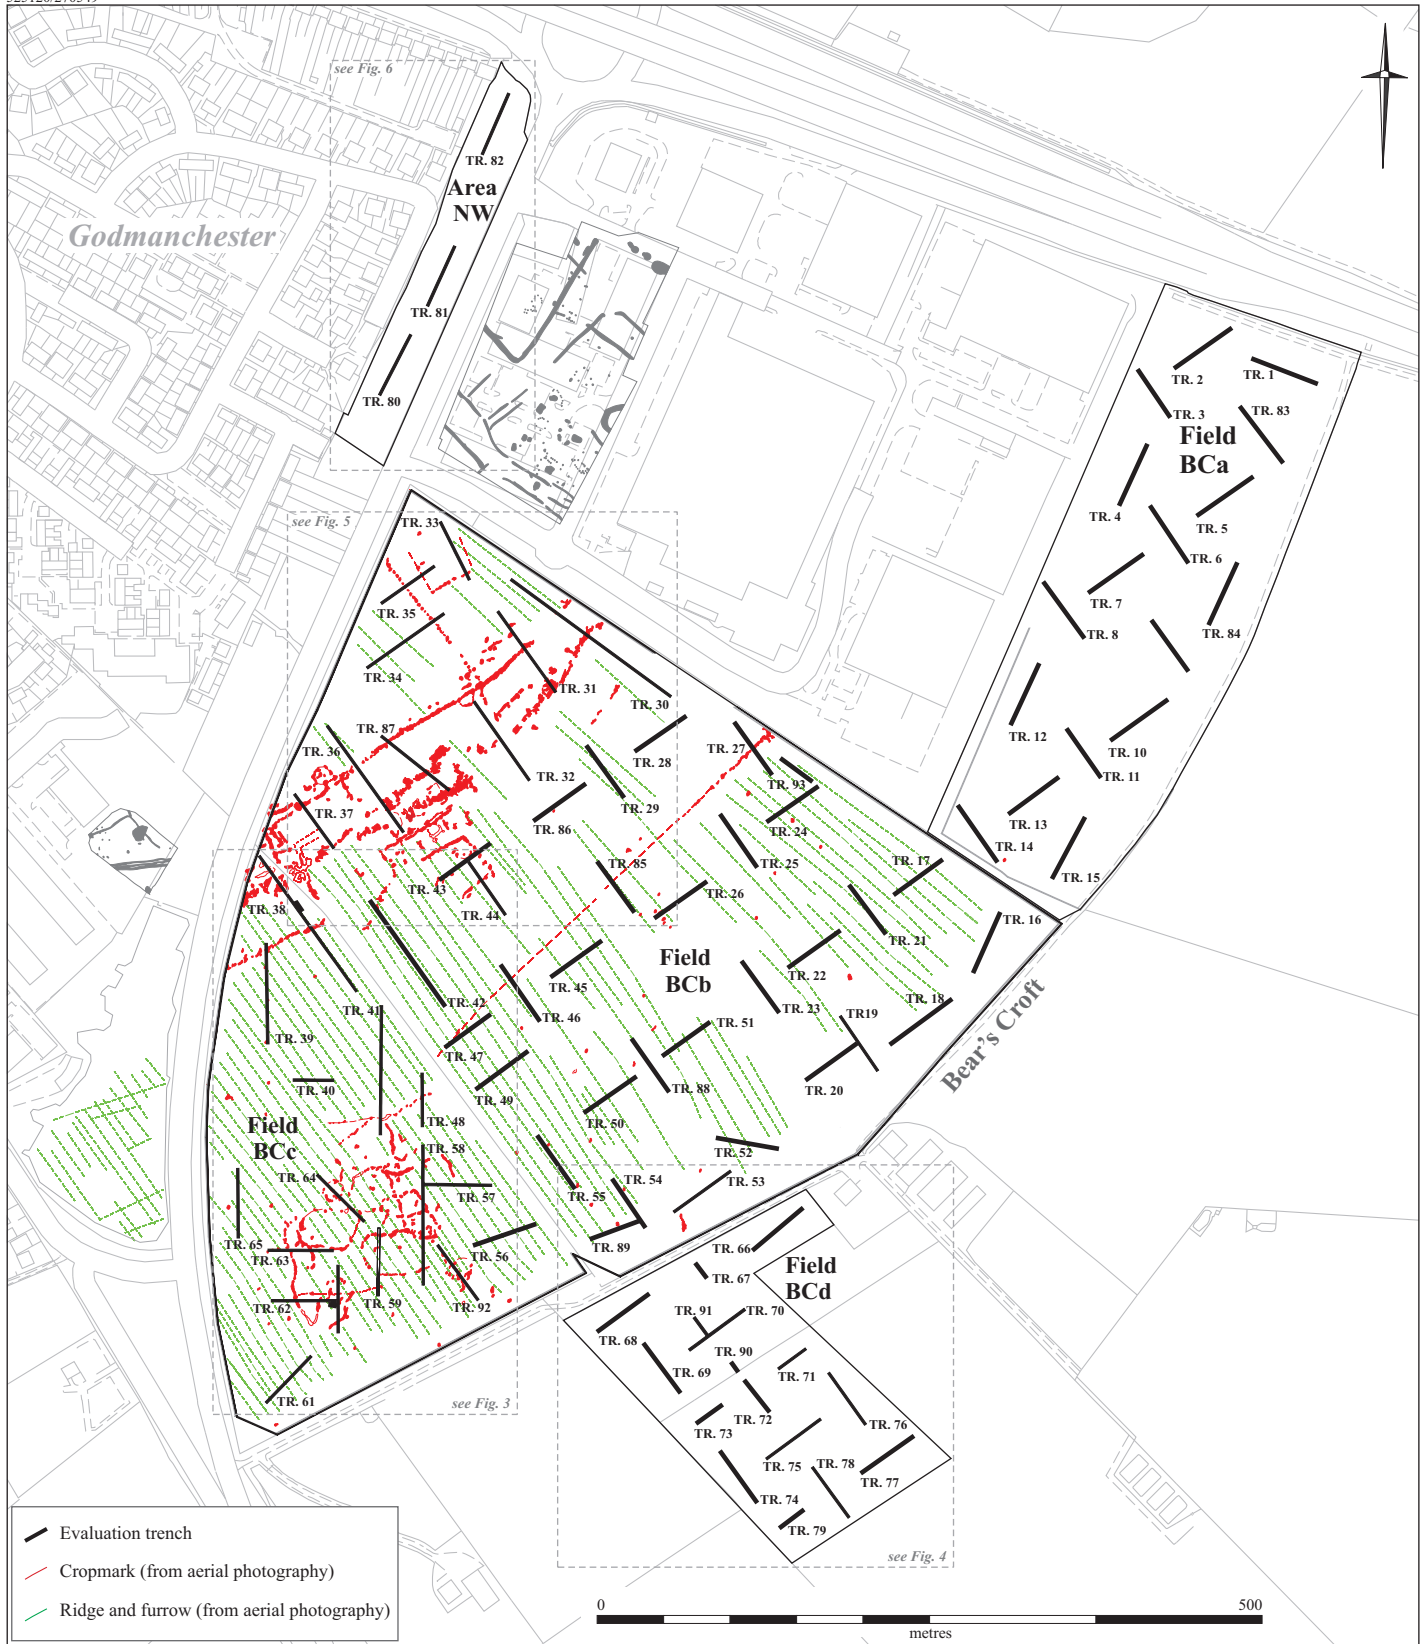 see Fig. 6
TR. 82
Area
NW
Godmanchester
TR. 81
TR. 80
TR. 2
TR. 1
TR. 3
TR. 83
Field
BCa
TR. 4
TR. 5
TR. 6
TR. 7
TR. 8
TR. 84
TR. 12
TR. 10
TR. 11
TR. 13
TR. 14
TR. 15
see Fig. 5
TR. 33
TR. 35
TR. 34
TR. 31
TR. 30
TR. 87
TR. 36
TR. 27
TR. 28
TR. 32
TR. 29
TR. 93
TR. 37
TR. 86
TR. 24
TR. 85
TR. 25
TR. 17
TR. 43
TR. 26
TR. 38
TR. 44
TR. 16
TR. 21
Field
BCb
TR. 22
TR. 45
TR. 41
TR. 42
TR. 46
TR. 23
TR. 18
TR19
TR. 39
TR. 51
TR. 47
Bear's Croft
TR. 40
TR. 49
TR. 88
TR. 20
Field
BCc
TR. 48
TR. 50
TR. 58
TR. 52
TR. 64
TR. 57
TR. 54
TR. 53
TR. 55
TR. 65
TR. 63
TR. 56
TR. 89
TR. 66
TR. 67
Field
BCd
TR. 62
TR. 59
TR. 92
TR. 91
TR. 70
TR. 68
TR. 90
TR. 69
TR. 71
TR. 61
see Fig. 3
TR. 72
TR. 73
TR. 76
TR. 75
TR. 78
TR. 77
TR. 74
TR. 79
see Fig. 4
Evaluation trench
Cropmark (from aerial photography)
Ridge and furrow (from aerial photography)
0 500
metres